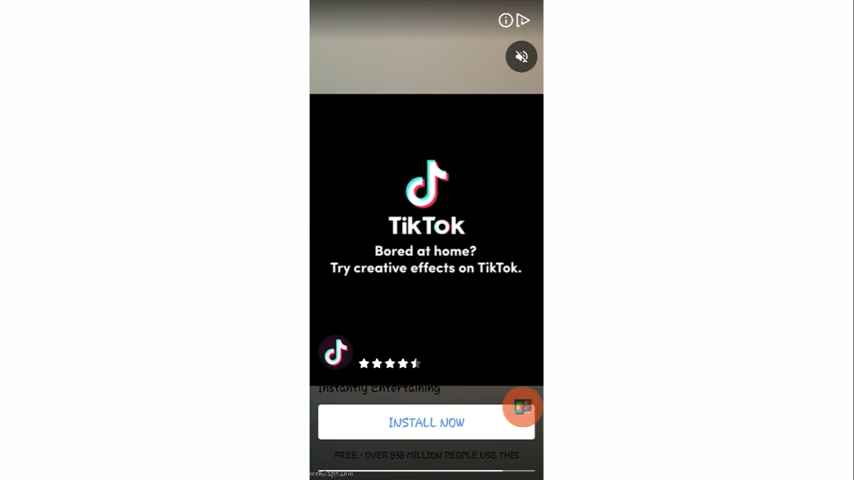 TikTok
Bored at home?
Try creative effects on TikTok.
Instantly Entertaining
INSTALL NOW
FREE • OVER 838 MILLION PEOPLE USE THIS